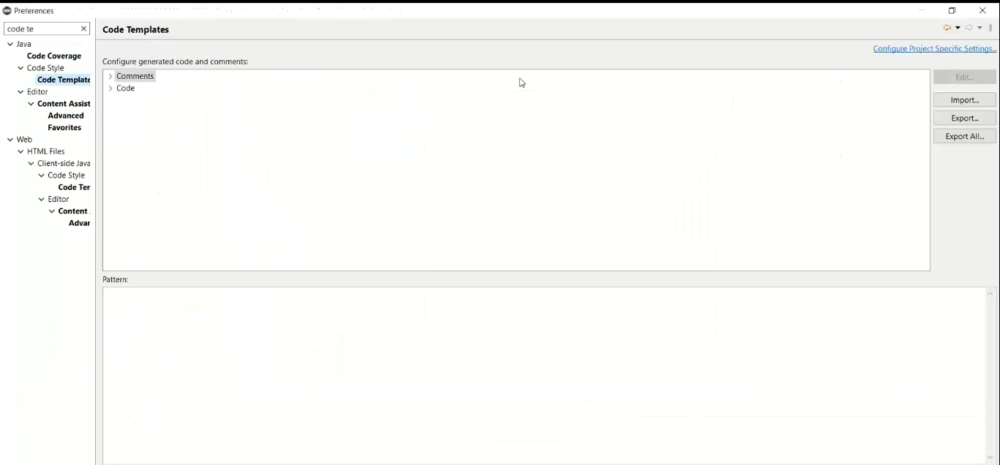 Preferences
code te
Java
Code Coverage
Code Style
Code Template
Editor
Content Assist
Advanced
Favorites
Web
HTML Files
Client-side Java
Code Style
Code Ter
Editor
Content
Advar
Code Templates
Configure Project Specific Settings...
Configure generated code and comments:
Comments
Code
Edit...
Import...
Export...
Export All...
Pattern: